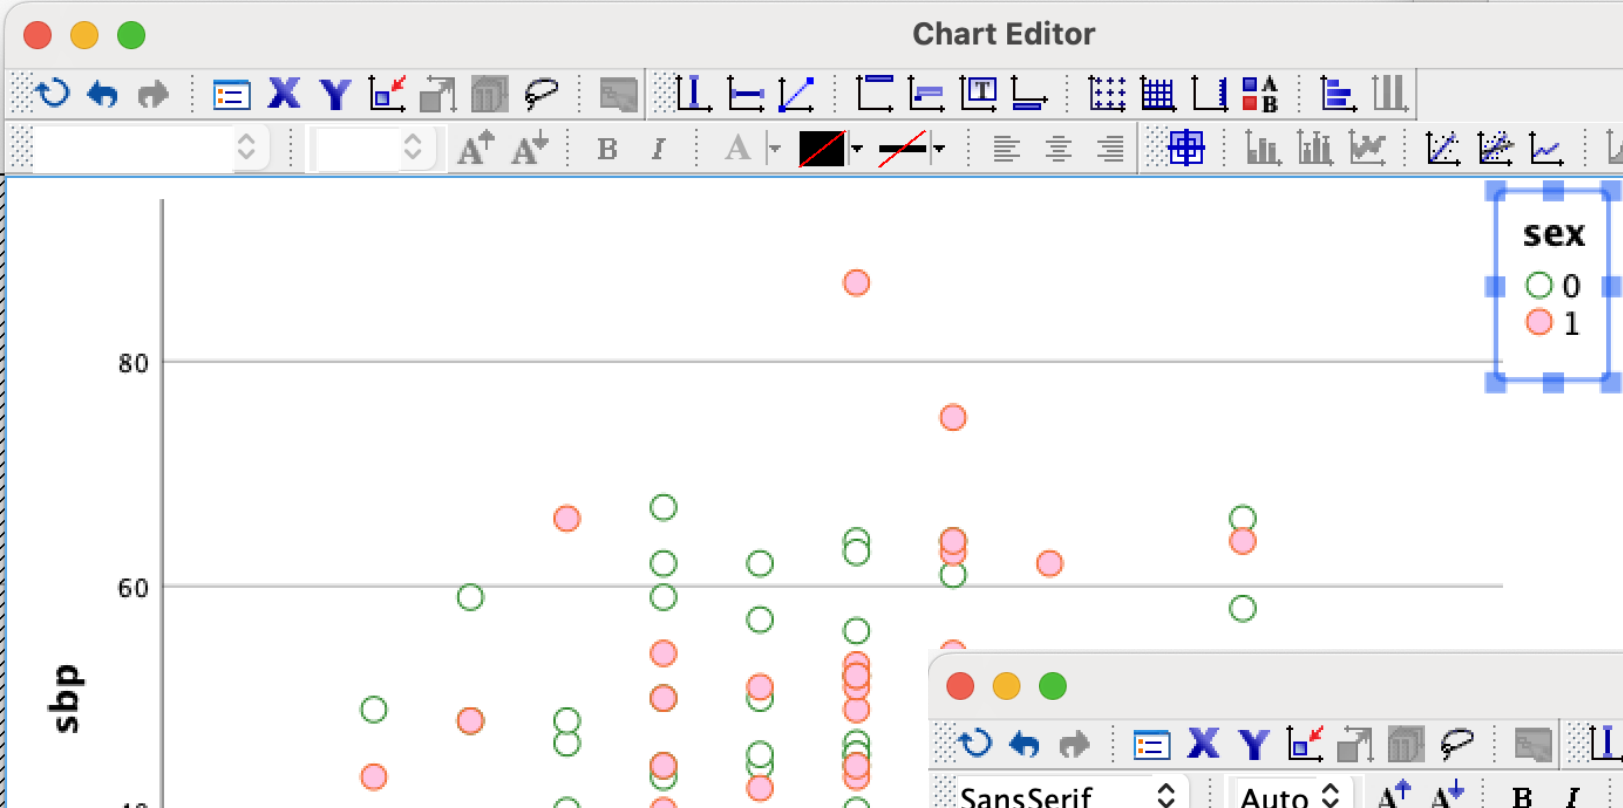 Chart Editor
X Y
T A
B
A A B I A
sex
0
1
80
60
sbp
X Y
SansSerif Auto A A B I